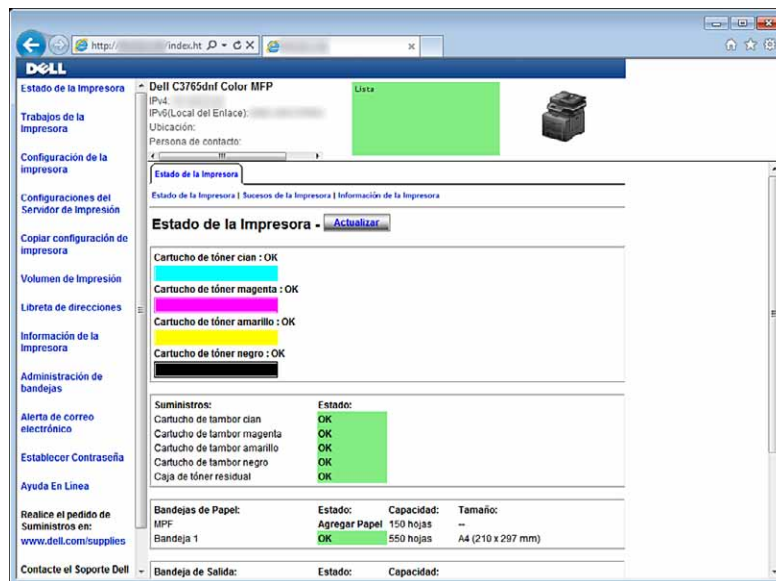 http:// /index.ht
DELL
Estado de la Impresora
Trabajos de la
Impresora
Configuración de la
impresora
Configuraciones del
Servidor de Impresión
Copiar configuración de
impresora
Volumen de Impresión
Libreta de direcciones
Información de la
Impresora
Administración de
bandejas
Alerta de correo
electrónico
Establecer Contraseña
Ayuda En Linea
Realice el pedido de
Suministros en:
www.dell.com/supplies
Contacte el Soporte Dell
Dell C3765dnf Color MFP
IPv4:
IPv6(Local del Enlace):
Ubicación:
Persona de contacto:
Lista
Estado de la Impresora
Estado de la Impresora | Sucesos de la Impresora | Información de la Impresora
Estado de la Impresora - Actualizar
Cartucho de tóner cian : OK
Cartucho de tóner magenta : OK
Cartucho de tóner amarillo : OK
Cartucho de tóner negro : OK
Suministros: Estado:
Cartucho de tambor cian OK
Cartucho de tambor magenta OK
Cartucho de tambor amarillo OK
Cartucho de tambor negro OK
Caja de tóner residual OK
Bandejas de Papel: Estado: Capacidad: Tamaño:
MPF Agregar Papel 150 hojas --
Bandeja 1 OK 550 hojas A4 (210 x 297 mm)
Bandeja de Salida: Estado: Capacidad: